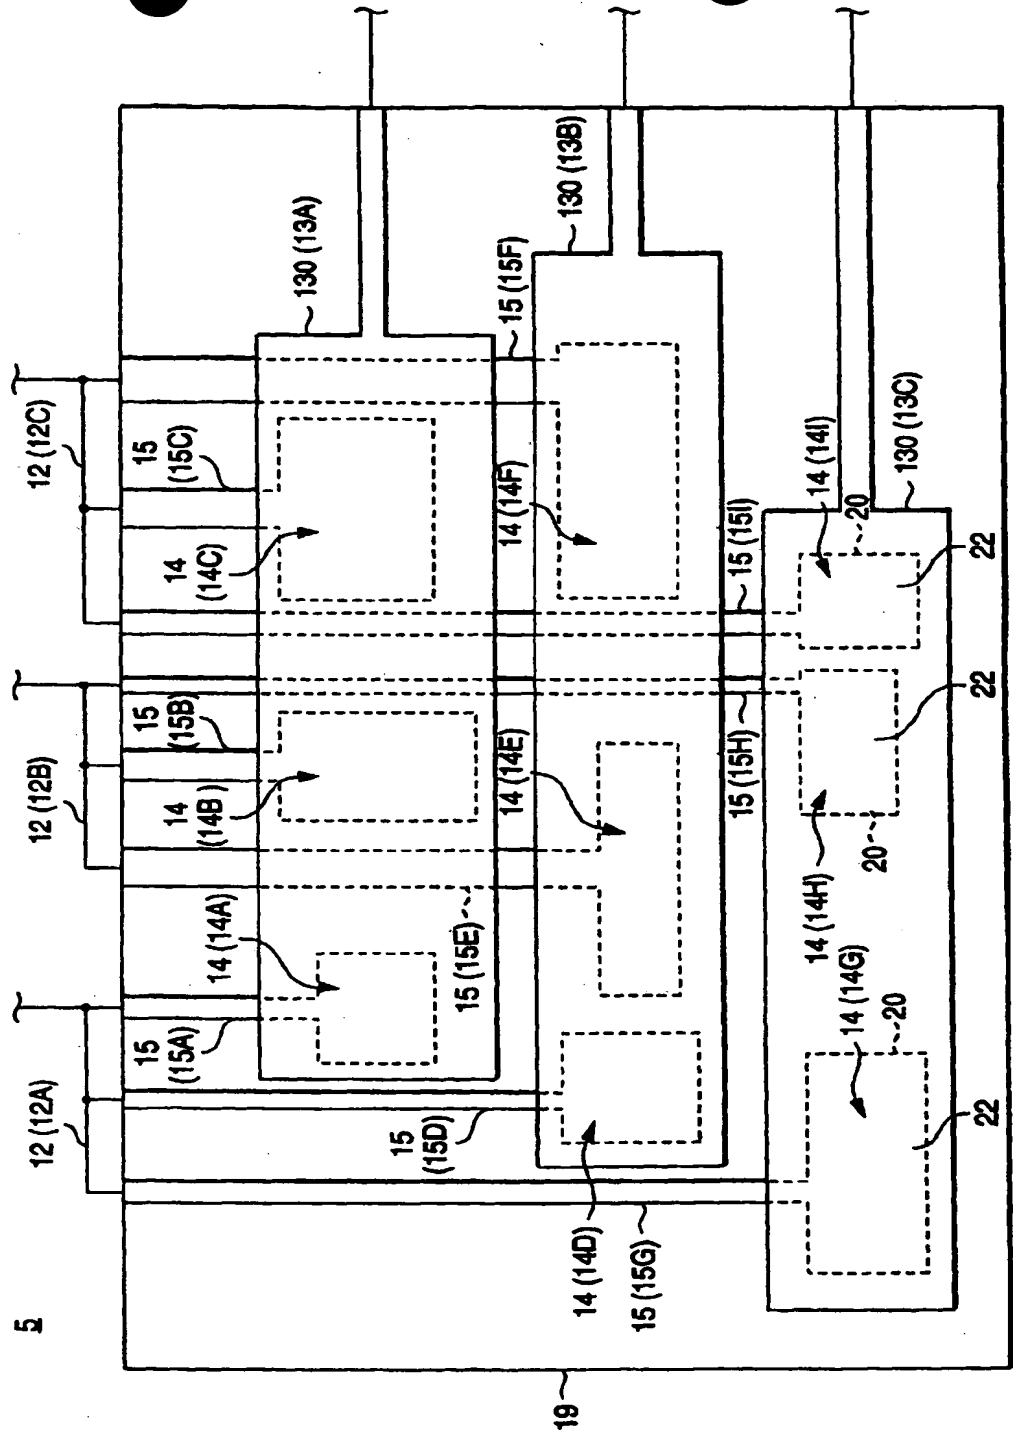 5
12 (12A)
12 (12B)
12 (12C)
15
(15A)
15
(15B)
15
(15C)
14
(14B)
14
(14C)
14 (14A)
130 (13A)
15
(15D)
15 (15E)
14 (14E)
14 (14F)
15 (15F)
19
130 (13B)
14 (14D)
15 (15G)
15 (15H)
15 (15I)
14 (14H)
14 (14I)
14 (14G)
20
20
20
130 (13C)
22
22
22